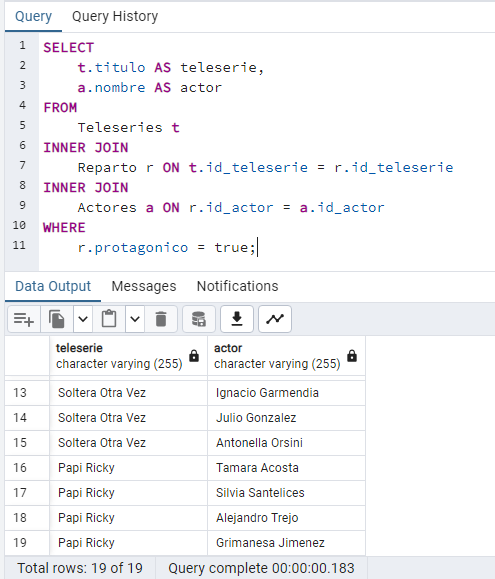 Query Query History
1 SELECT
2 t.titulo AS teleserie,
3 a.nombre AS actor
4 FROM
5 Teleseries t
6 INNER JOIN
7 Reparto r ON t.id_teleserie = r.id_teleserie
8 INNER JOIN
9 Actores a ON r.id_actor = a.id_actor
10 WHERE
11 r.protagonico = true;
Data Output Messages Notifications
teleserie actor
character varying (255) character varying (255)
13 Soltera Otra Vez Ignacio Garmendia
14 Soltera Otra Vez Julio Gonzalez
15 Soltera Otra Vez Antonella Orsini
16 Papi Ricky Tamara Acosta
17 Papi Ricky Silvia Santelices
18 Papi Ricky Alejandro Trejo
19 Papi Ricky Grimanesa Jimenez
Total rows: 19 of 19 Query complete 00:00:00.183